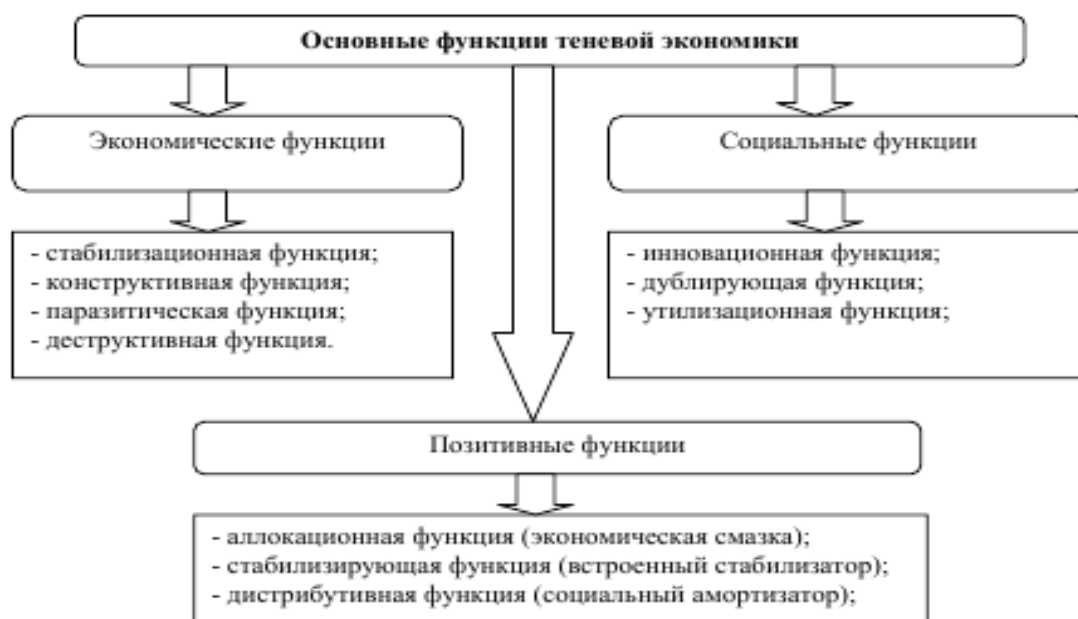 Основные функции теневой экономики
Экономические функции
Социальные функции
- стабилизационная функция;
- конструктивная функция;
- паразитическая функция;
- деструктивная функция.
- инновационная функция;
- дублирующая функция;
- утилизационная функция;
Позитивные функции
- аллокационная функция (экономическая смазка);
- стабилизирующая функция (встроенный стабилизатор);
- дистрибутивная функция (социальный амортизатор);